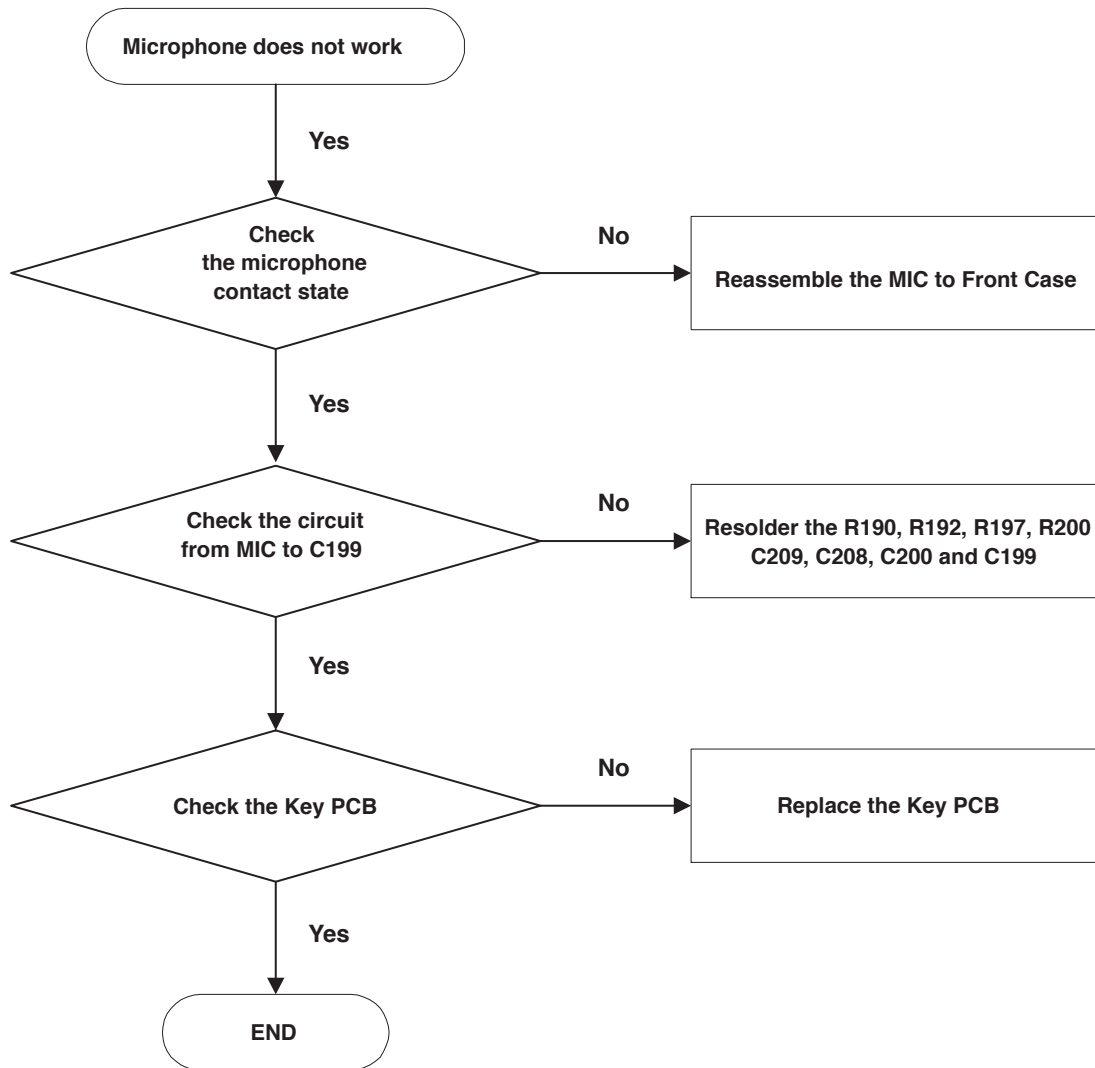 Microphone does not work
Yes
Check
the microphone
contact state
No
Reassemble the MIC to Front Case
Yes
Check the circuit
from MIC to C199
No
Resolder the R190, R192, R197, R200
C209, C208, C200 and C199
Yes
Check the Key PCB
No
Replace the Key PCB
Yes
END